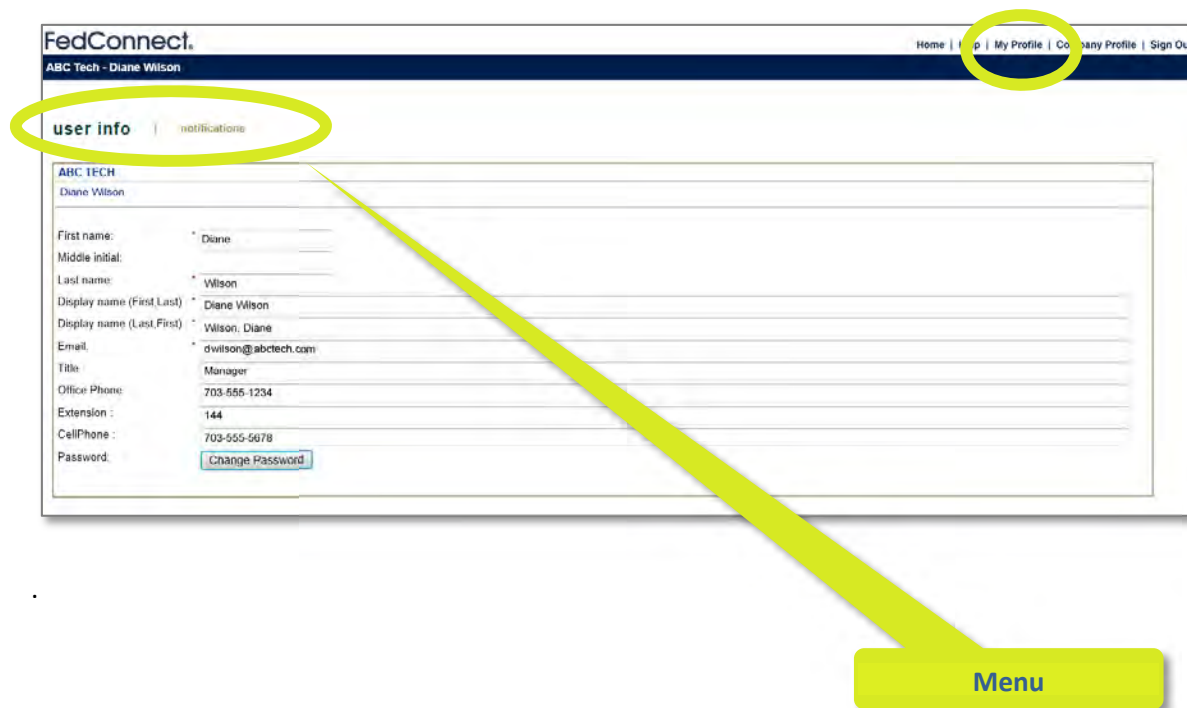 FedConnect.
Home | Help | My Profile | Company Profile | Sign Ou
ABC Tech - Diane Wilson
user info | notifications
ABC TECH
Diane Wilson
First name: * Diane
Middle initial:
Last name: * Wilson
Display name (First Last) * Diane Wilson
Display name (Last, First) * Wilson, Diane
Email: * dwilson@abctech.com
Title Manager
Office Phone 703-555-1234
Extension : 144
CellPhone : 703-555-5678
Password: Change Password
.
Menu